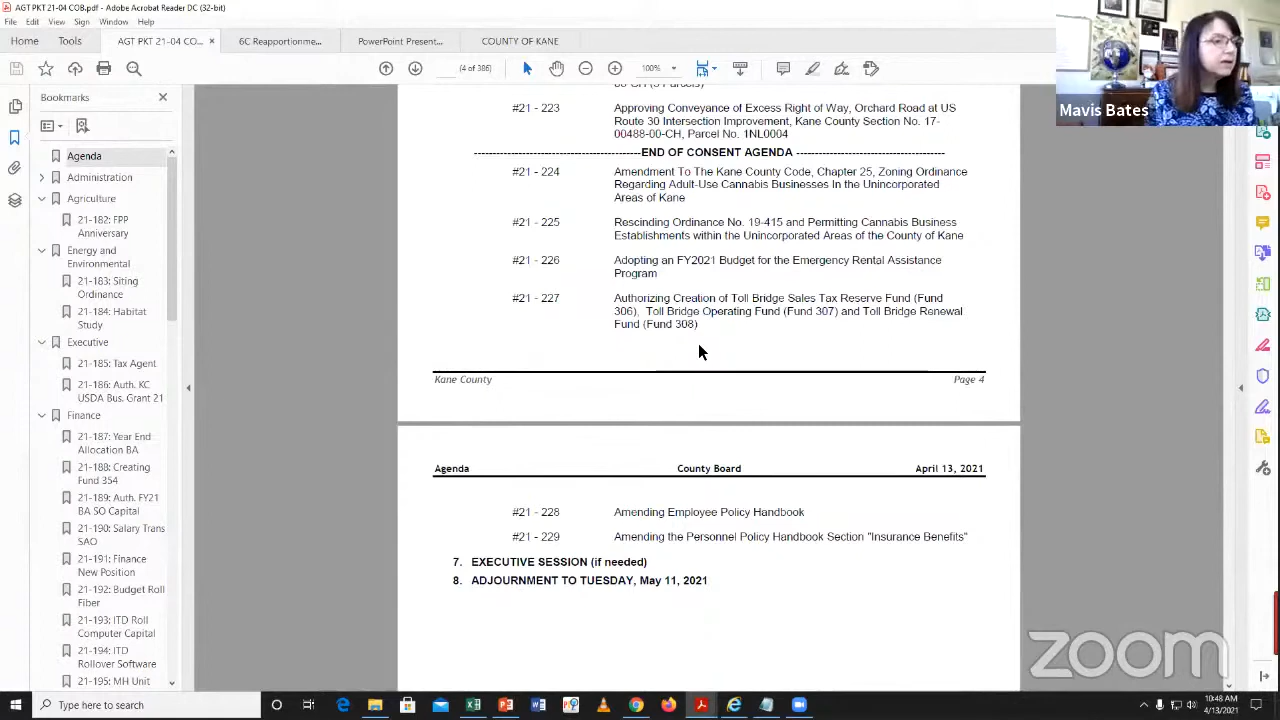 AGT PKT 21-04 COB.pdf - Adobe Acrobat Reader DC (32-bit)
File Edit View Sign Window Help
Home Tools AGT PKT 21-04 CO... × 6C Reapportionme... PowerPoint Present... COUNTY OF KANE
(4 of 386) 100%
Mavis Bates
Bookmarks
Agenda
Administration
Agriculture
21-182: FPP
Anniversary
Energy and
Environmental
21-183: Siting
Ordinance
21-184: Habitat
Study
Executive
21-185: Tax Agent
21-186: Auth. KC
USDA Bus. Grant 21
Finance
21-187: Year End
Allocation BA
21-188: Creating
Fund 354
21-189: Auth. FY21
BA SO Capital
21-190: Salary Trans
SAO
21-191: Finance
New Position
21-192: Budget Roll
Fiber
21-193: ITD Roll
Computer Capital
21-194: ITD
Rollover Software
21-195: MH Unit
#21 - 223 Approving Conveyance of Excess Right of Way, Orchard Road at US
Route 30 Intersection Improvement, Kane County Section No. 17-
00488-00-CH, Parcel No. 1NL0004
END OF CONSENT AGENDA
#21 - 224 Amendment To The Kane County Code, Chapter 25, Zoning Ordinance
Regarding Adult-Use Cannabis Businesses In the Unincorporated
Areas of Kane
#21 - 225 Rescinding Ordinance No. 19-415 and Permitting Cannabis Business
Establishments within the Unincorporated Areas of the County of Kane
#21 - 226 Adopting an FY2021 Budget for the Emergency Rental Assistance
Program
#21 - 227 Authorizing Creation of Toll Bridge Sales Tax Reserve Fund (Fund
306), Toll Bridge Operating Fund (Fund 307) and Toll Bridge Renewal
Fund (Fund 308)
Kane County Page 4
Agenda County Board April 13, 2021
#21 - 228 Amending Employee Policy Handbook
#21 - 229 Amending the Personnel Policy Handbook Section "Insurance Benefits"
7. EXECUTIVE SESSION (if needed)
8. ADJOURNMENT TO TUESDAY, May 11, 2021
zoom
Type here to search
10:48 AM
4/13/2021